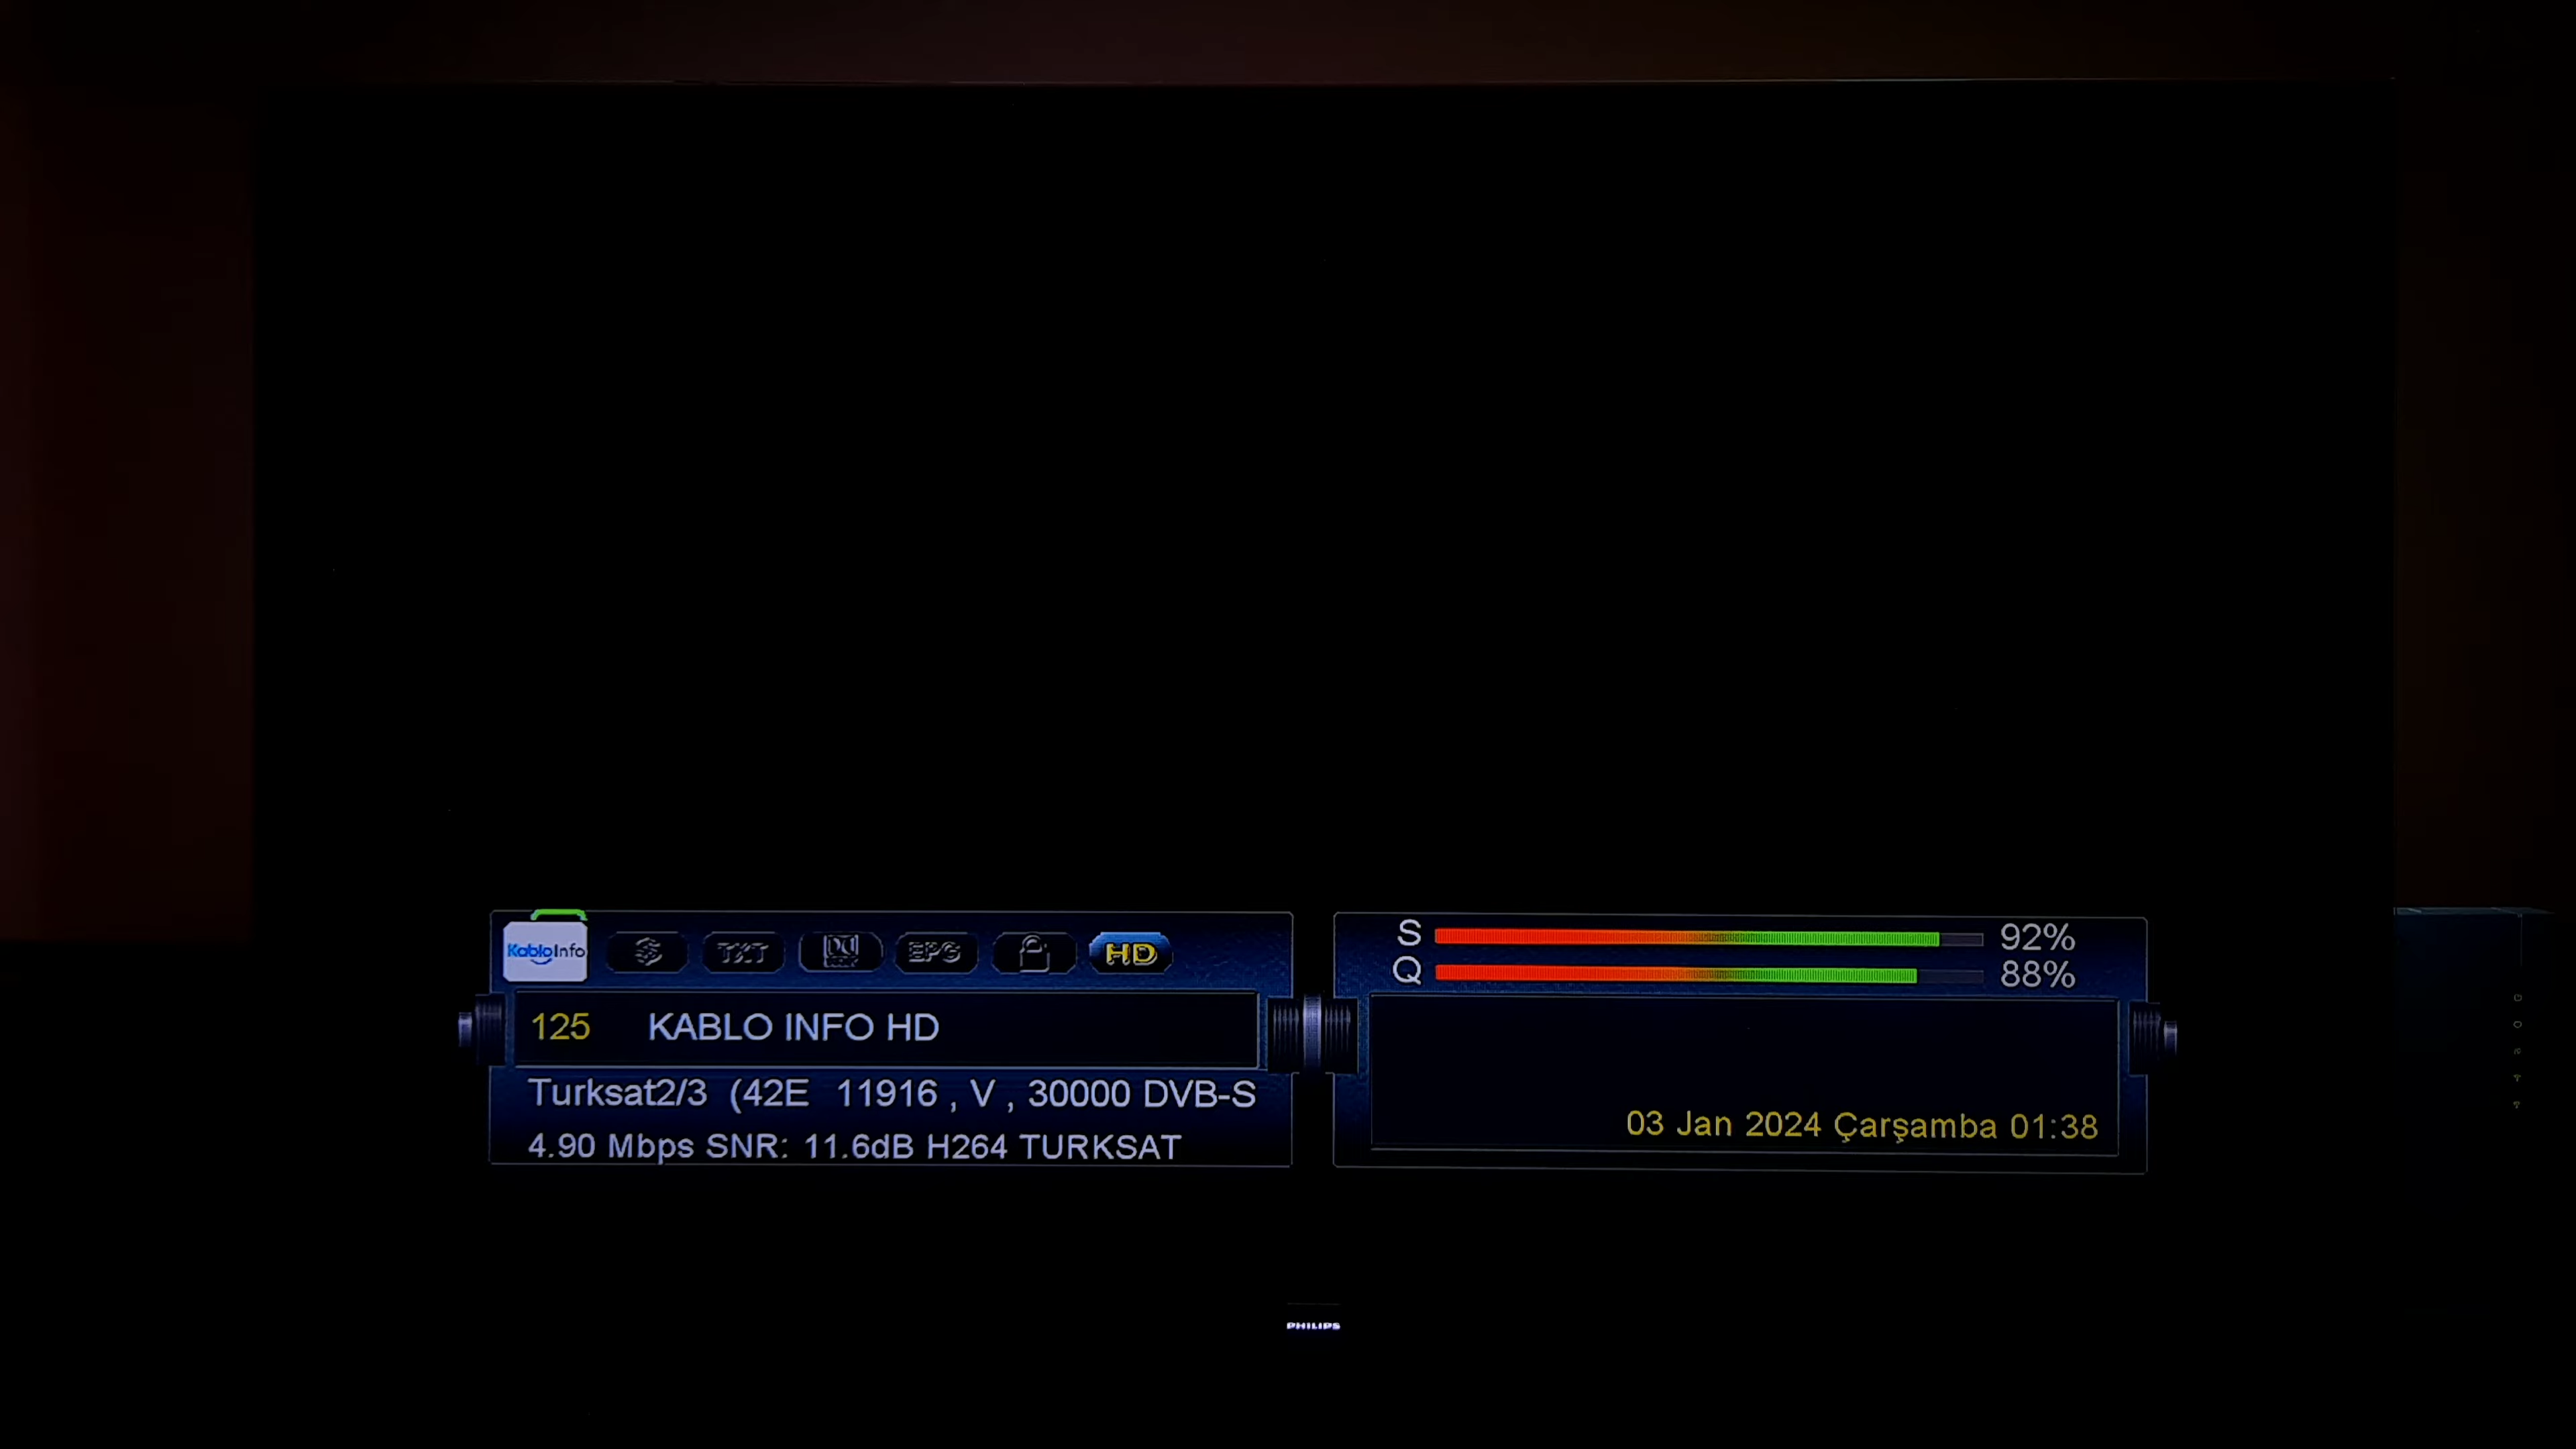 KabloInfo $ TXT EPG HD
125 KABLO INFO HD
Turksat2/3 (42E 11916 , V , 30000 DVB-S
4.90 Mbps SNR: 11.6dB H264 TURKSAT
S 92%
Q 88%
03 Jan 2024 Çarşamba 01:38
PHILIPS